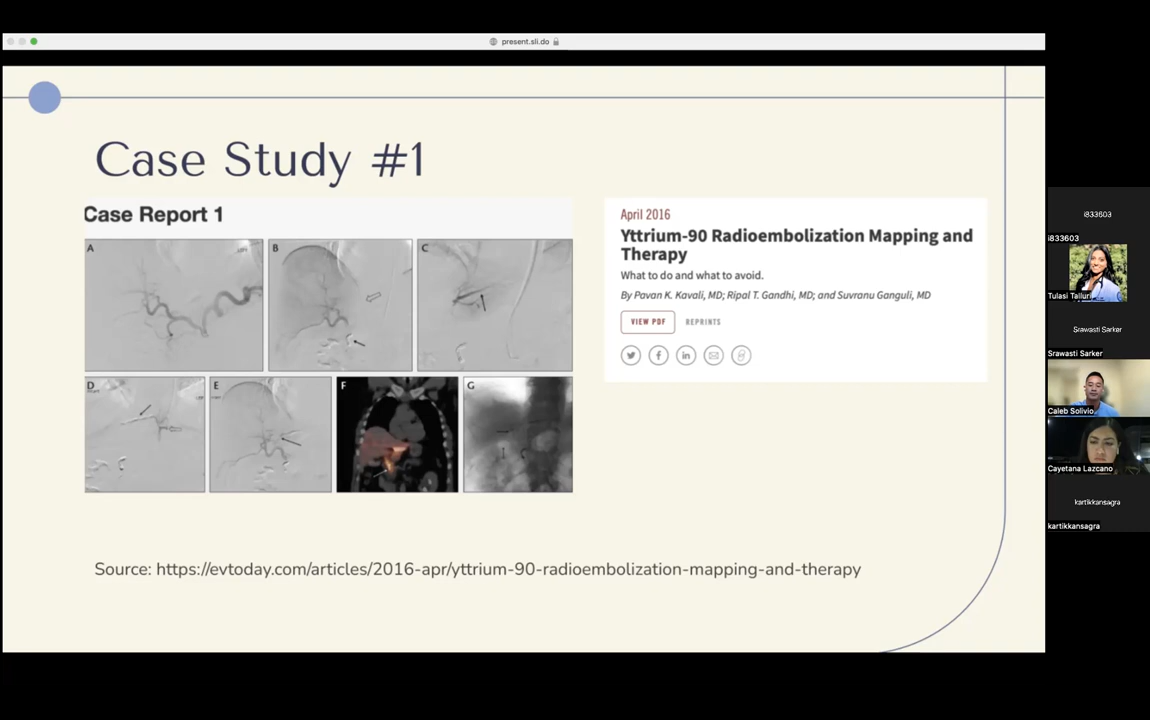 present.sli.do
Case Study #1
Case Report 1
A
B
C
D
E
F
G
April 2016
Yttrium-90 Radioembolization Mapping and
Therapy
What to do and what to avoid.
By Pavan K. Kavali, MD; Ripal T. Gandhi, MD; and Suvranu Ganguli, MD
VIEW PDF
REPRINTS
Source: https://evtoday.com/articles/2016-apr/yttrium-90-radioembolization-mapping-and-therapy
i833603
i833603
Tulasi Talluri
Srawasti Sarker
Srawasti Sarker
Caleb Solivio
Cayetana Lazcano
kartikkansagra
kartikkansagra